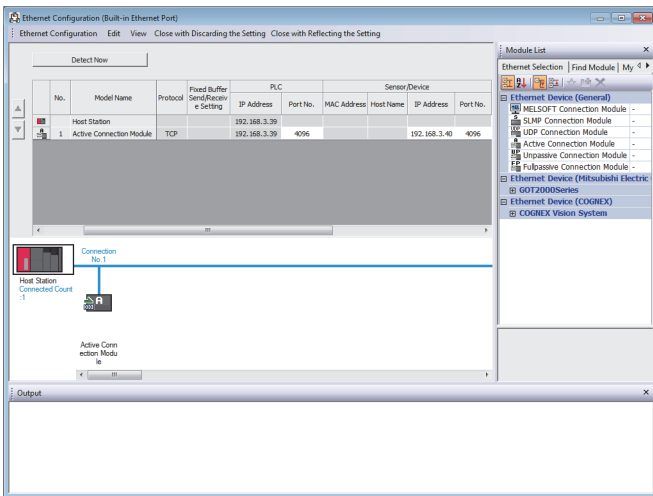 Ethernet Configuration (Built-in Ethernet Port)
Ethernet Configuration Edit View Close with Discarding the Setting Close with Reflecting the Setting
Detect Now
No. Model Name Protocol Fixed Buffer Send/Receive Setting PLC Sensor/Device
IP Address Port No. MAC Address Host Name IP Address Port No.
Host Station 192.168.3.39
1 Active Connection Module TCP 192.168.3.39 4096 192.168.3.40 4096
Connection
No.1
Host Station
Connected Count
:1
A
Active Conn
ection Modu
le
Module List
Ethernet Selection Find Module My
Ethernet Device (General)
MELSOFT Connection Module -
SLMP Connection Module -
UDP Connection Module -
Active Connection Module -
Unpassive Connection Module -
Fullpassive Connection Module -
Ethernet Device (Mitsubishi Electric
GOT2000Series
Ethernet Device (COGNEX)
COGNEX Vision System
Output